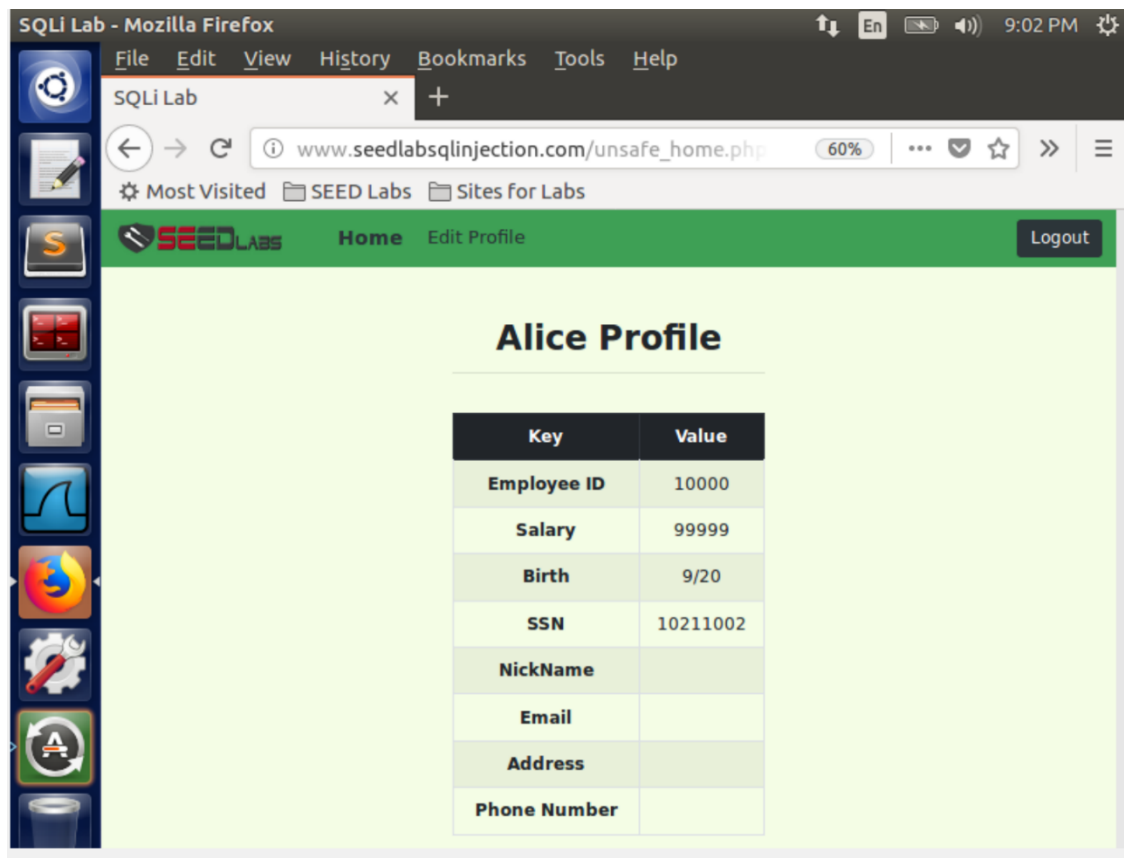 SQLi Lab - Mozilla Firefox En 9:02 PM
File Edit View History Bookmarks Tools Help
SQLi Lab
www.seedlabsqlinjection.com/unsafe_home.php 60%
Most Visited SEED Labs Sites for Labs
SEEDLABS Home Edit Profile Logout
Alice Profile
Key Value
Employee ID 10000
Salary 99999
Birth 9/20
SSN 10211002
NickName
Email
Address
Phone Number